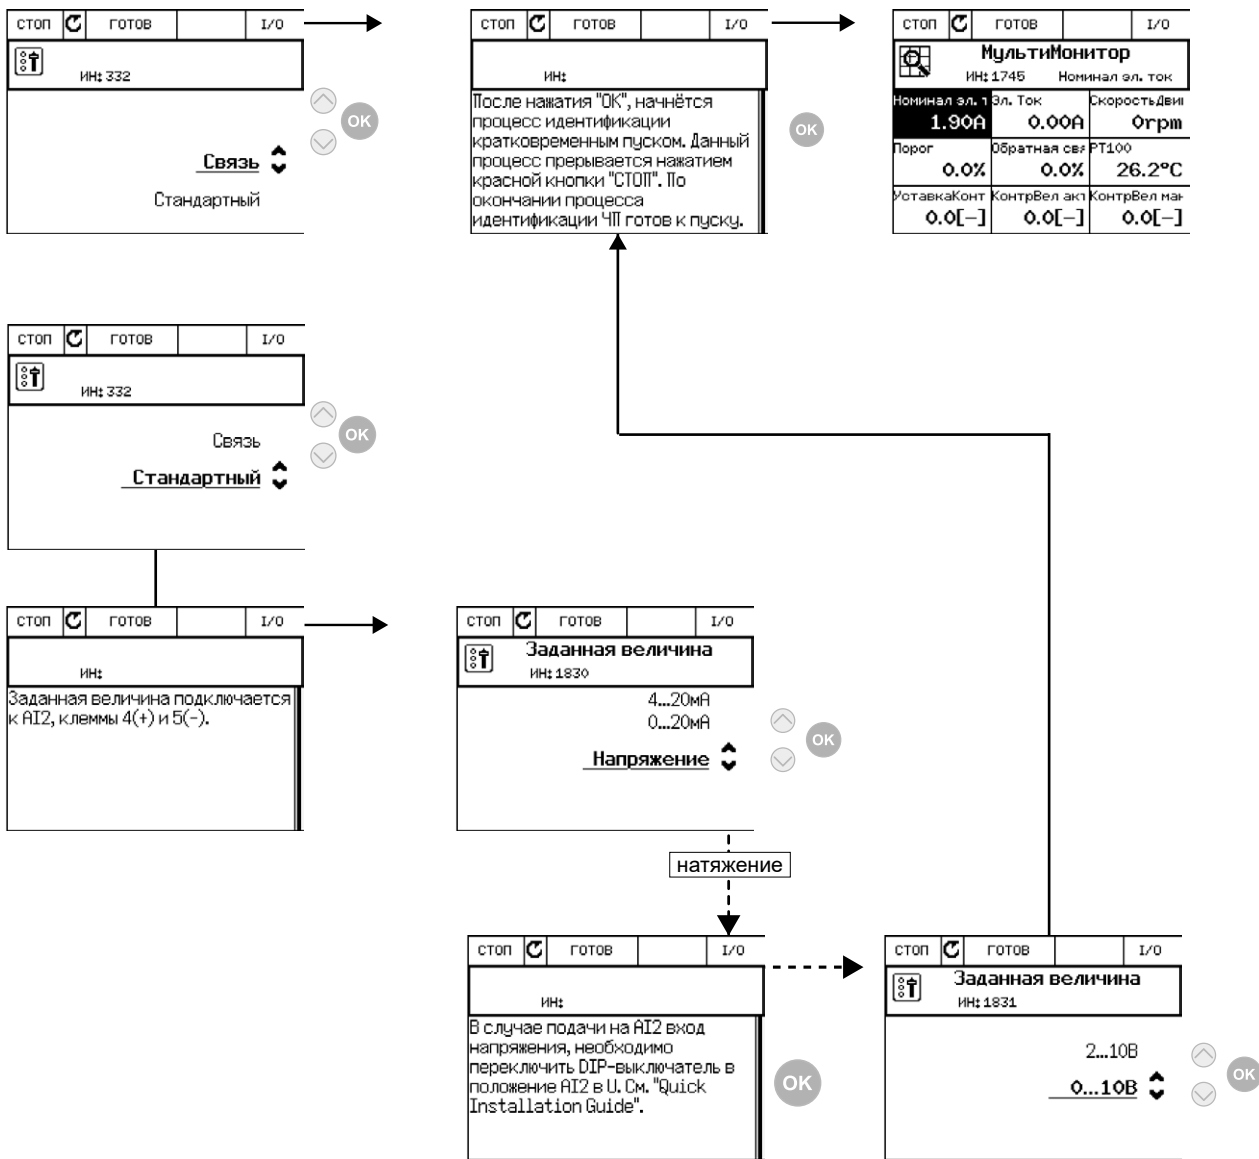 СТОП ГОТОВ I/O
ИН: 332
Связь
Стандартный
OK
СТОП ГОТОВ I/O
ИН:
После нажатия "ОК", начнётся
процесс идентификации
кратковременным пуском. Данный
процесс прерывается нажатием
красной кнопки "СТОП". По
окончании процесса
идентификации ЧП готов к пуску.
OK
СТОП ГОТОВ I/O
МультиМонитор
ИН: 1745 Номинал эл. ток
Номинал эл. т Эл. Ток СкоростьДви
1.90A 0.00A 0rpm
Порог Обратная свя PT100
0.0% 0.0% 26.2°C
УставкаКонт КонтрВел акт КонтрВел ман
0.0[-] 0.0[-] 0.0[-]
СТОП ГОТОВ I/O
ИН: 332
Связь
Стандартный
OK
СТОП ГОТОВ I/O
ИН:
Заданная величина подключается
к AI2, клеммы 4(+) и 5(-).
СТОП ГОТОВ I/O
Заданная величина
ИН: 1830
4...20мА
0...20мА
Напряжение
OK
натяжение
СТОП ГОТОВ I/O
ИН:
В случае подачи на AI2 вход
напряжения, необходимо
переключить DIP-выключатель в
положение AI2 в U. См. "Quick
Installation Guide".
OK
СТОП ГОТОВ I/O
Заданная величина
ИН: 1831
2...10В
0...10В
OK